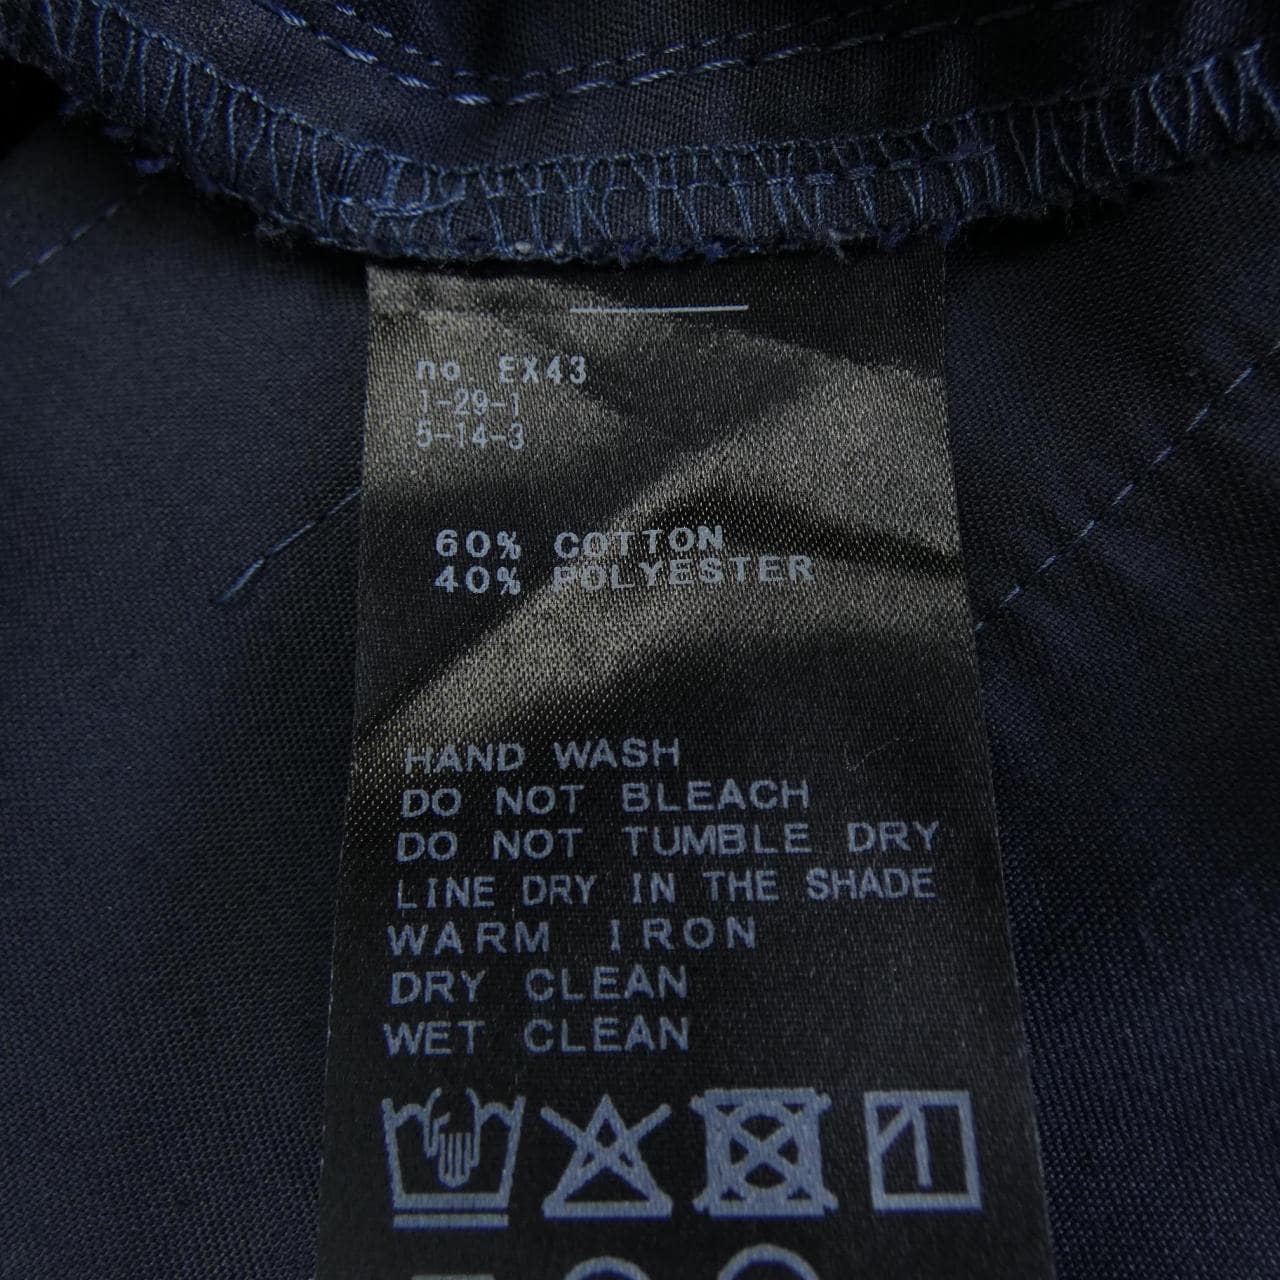 no. EX43
1-29-1
5-14-3
60% COTTON
40% POLYESTER
HAND WASH
DO NOT BLEACH
DO NOT TUMBLE DRY
LINE DRY IN THE SHADE
WARM IRON
DRY CLEAN
WET CLEAN